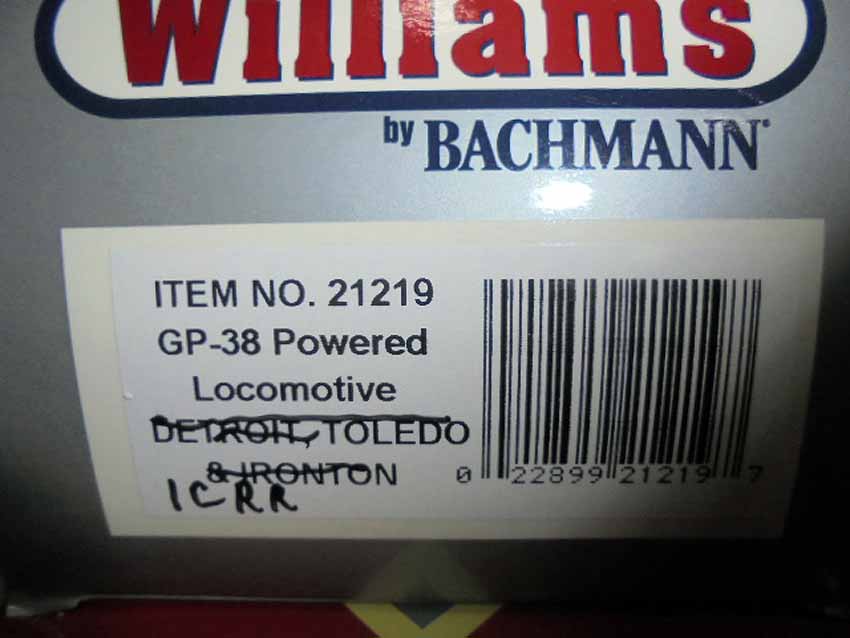 Williams
by BACHMANN
ITEM NO. 21219
GP-38 Powered
Locomotive
DETROIT, TOLEDO
& IRONTON
ICRR
0 22899 21219 7